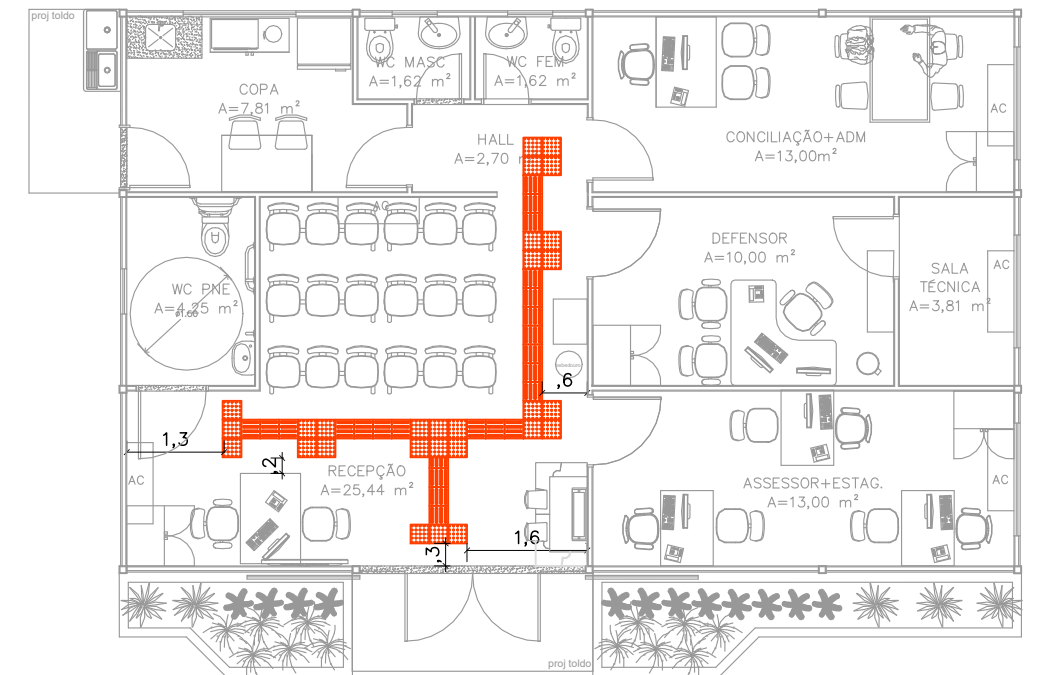 proj toldo
WC MASC
A=1,62 m²
WC FEM
A=1,62 m²
COPA
A=7,81 m²
HALL
A=2,70
CONCILIAÇÃO+ADM
A=13,00m²
AC
AC
DEFENSOR
A=10,00 m²
SALA
TÉCNICA
A=3,81 m²
AC
WC PNE
A=4,25 m²
,6
1,3
,2
RECEPÇÃO
A=25,44 m²
AC
ASSESSOR+ESTAG.
A=13,00 m²
AC
1,6
,3
proj toldo